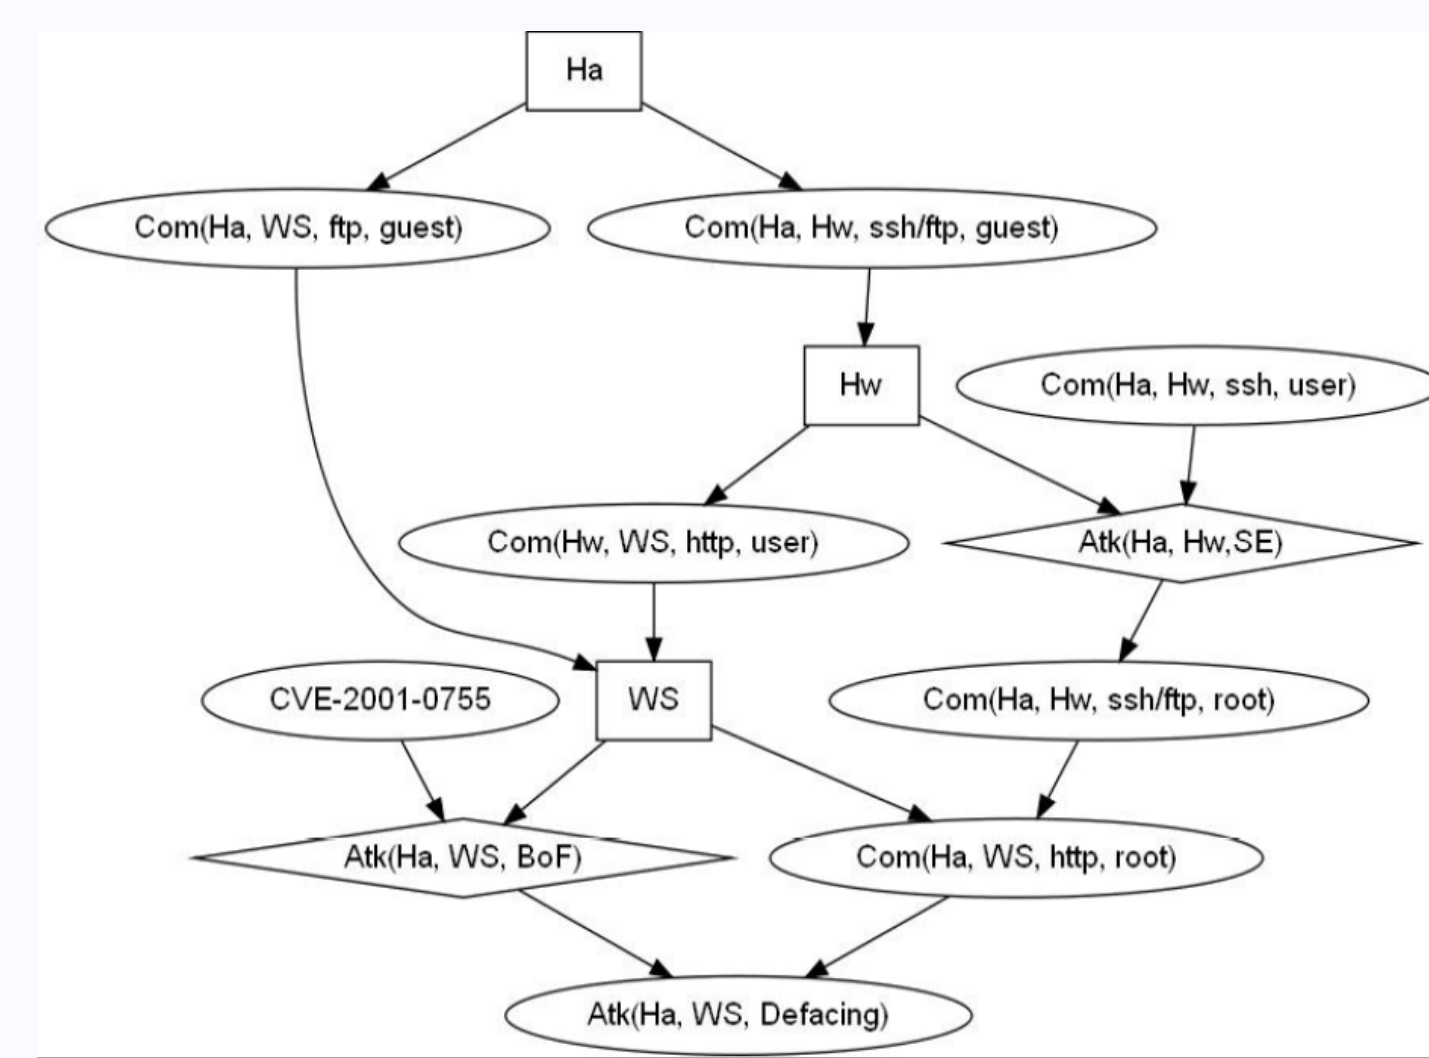 Ha
Com(Ha, WS, ftp, guest)
Com(Ha, Hw, ssh/ftp, guest)
Hw
Com(Ha, Hw, ssh, user)
Com(Hw, WS, http, user)
Atk(Ha, Hw,SE)
CVE-2001-0755
WS
Com(Ha, Hw, ssh/ftp, root)
Atk(Ha, WS, BoF)
Com(Ha, WS, http, root)
Atk(Ha, WS, Defacing)